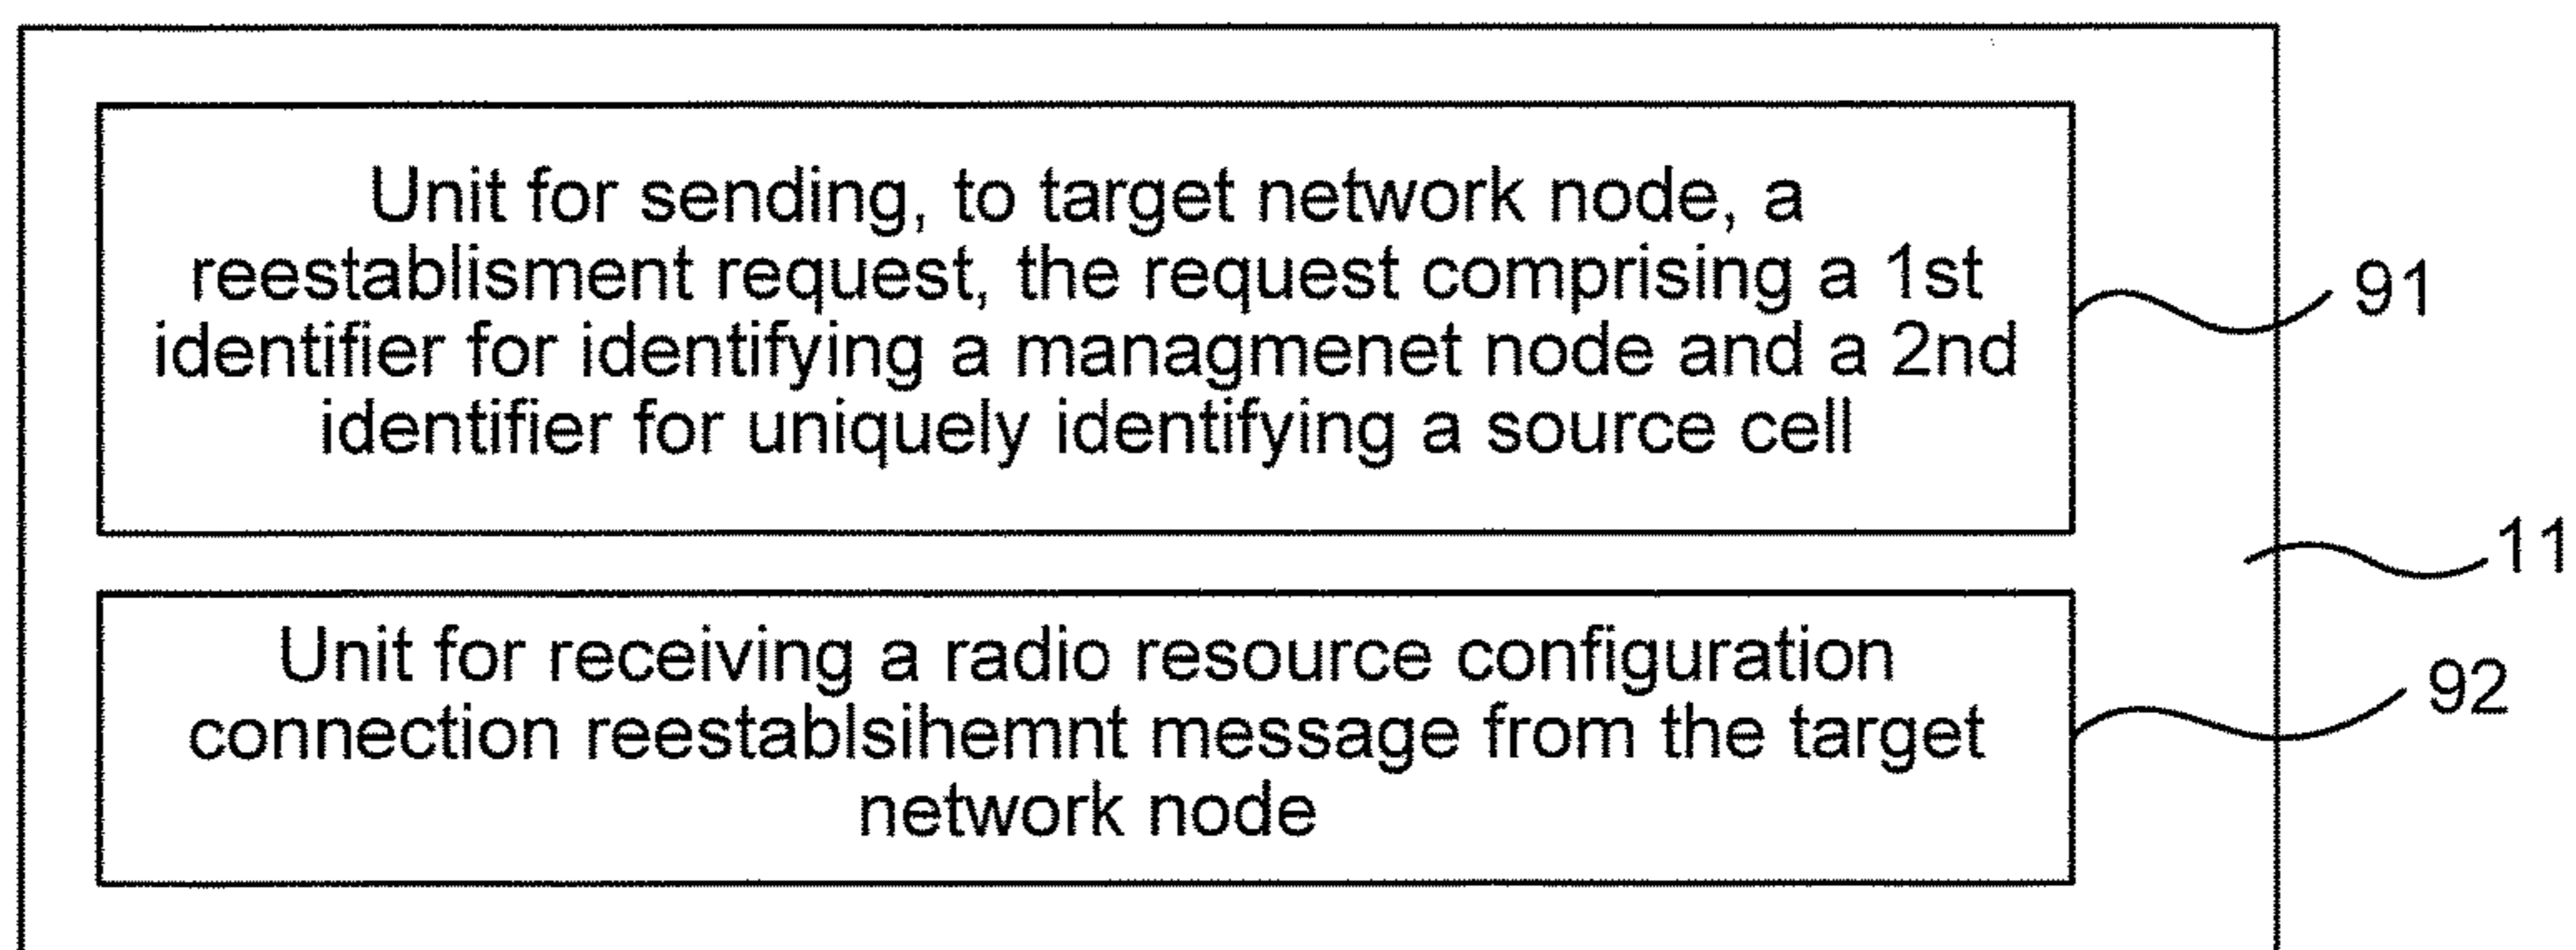 Unit for sending, to target network node, a
reestablisment request, the request comprising a 1st
identifier for identifying a managmenet node and a 2nd
identifier for uniquely identifying a source cell
91
11
Unit for receiving a radio resource configuration
connection reestablsihemnt message from the target
network node
92